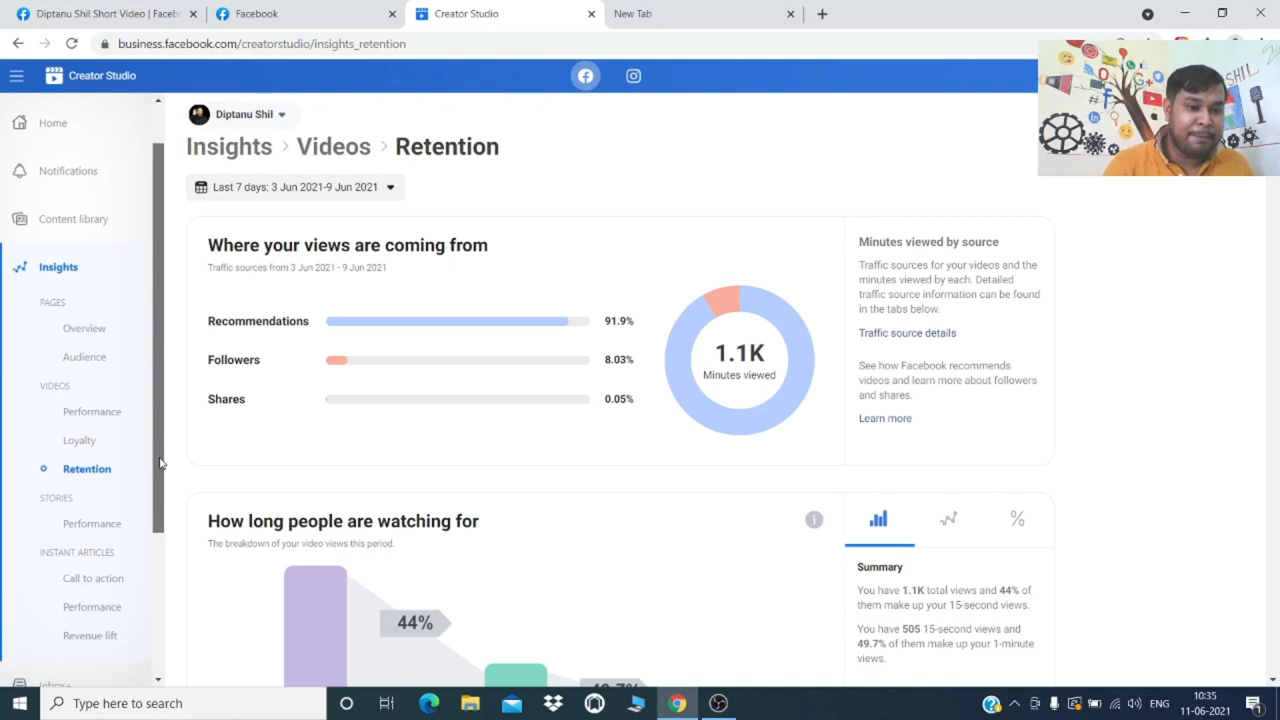 Diptanu Shil Short Video | Faceb
Facebook
Creator Studio
New Tab
business.facebook.com/creatorstudio/insights_retention
Creator Studio
SHIL
Home
Notifications
Content library
Insights
PAGES
Overview
Audience
VIDEOS
Performance
Loyalty
Retention
STORIES
Performance
INSTANT ARTICLES
Call to action
Performance
Revenue lift
Inbox
Diptanu Shil
Insights > Videos > Retention
Last 7 days: 3 Jun 2021-9 Jun 2021
Where your views are coming from
Traffic sources from 3 Jun 2021 - 9 Jun 2021
Recommendations 91.9%
Followers 8.03%
Shares 0.05%
1.1K
Minutes viewed
Minutes viewed by source
Traffic sources for your videos and the
minutes viewed by each. Detailed
traffic source information can be found
in the tabs below.
Traffic source details
See how Facebook recommends
videos and learn more about followers
and shares.
Learn more
How long people are watching for
The breakdown of your video views this period.
44%
49.7%
%
Summary
You have 1.1K total views and 44% of
them make up your 15-second views.
You have 505 15-second views and
49.7% of them make up your 1-minute
views.
Type here to search
ENG
10:35
11-06-2021